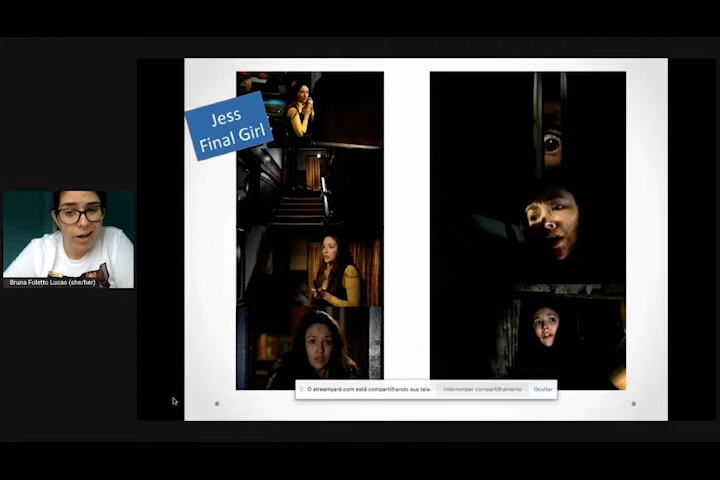 Jess
Final Girl
Bruna Foletto Lucas (she/her)
O streamyard.com está compartilhando sua tela.
Interromper compartilhamento
Ocultar